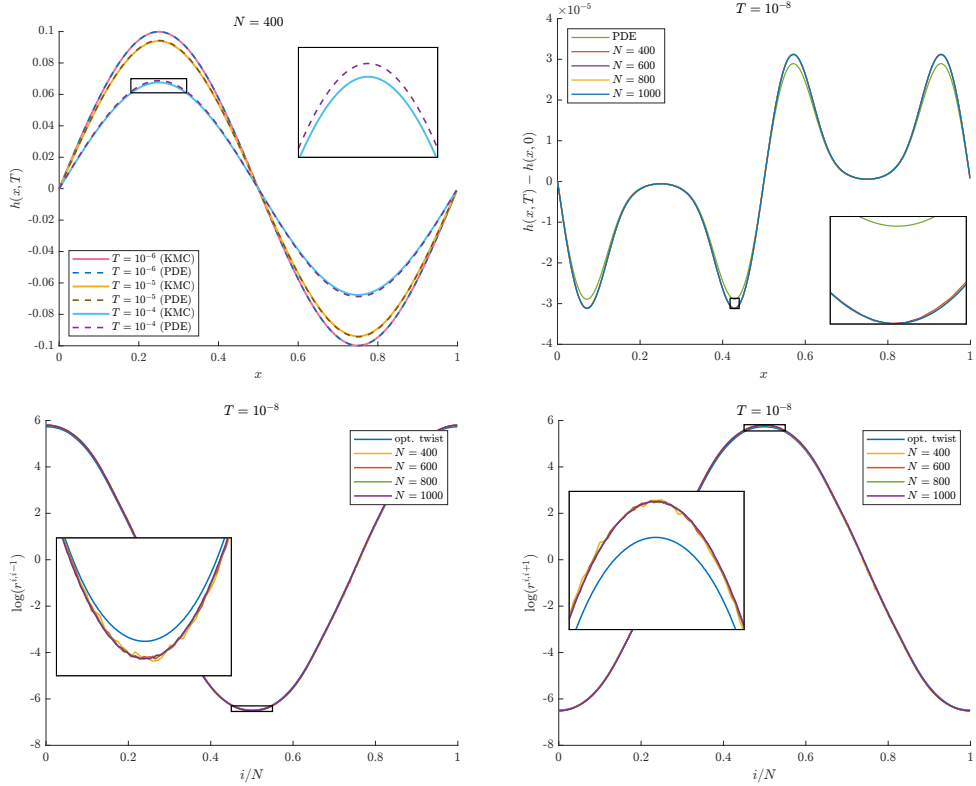 N = 400
0.1
0.08
0.06
0.04
0.02
0
-0.02
-0.04
-0.06
-0.08
-0.1
h(x, T)
T = 10⁻⁶ (KMC)
T = 10⁻⁶ (PDE)
T = 10⁻⁵ (KMC)
T = 10⁻⁵ (PDE)
T = 10⁻⁴ (KMC)
T = 10⁻⁴ (PDE)
0 0.2 0.4 0.6 0.8 1
x
T = 10⁻⁸
×10⁻⁵
4
3
2
1
0
-1
-2
-3
-4
h(x, T) − h(x, 0)
PDE
N = 400
N = 600
N = 800
N = 1000
0 0.2 0.4 0.6 0.8 1
x
T = 10⁻⁸
6
4
2
0
-2
-4
-6
-8
log(rⁱ,ⁱ⁻¹)
opt. twist
N = 400
N = 600
N = 800
N = 1000
0 0.2 0.4 0.6 0.8 1
i/N
T = 10⁻⁸
6
4
2
0
-2
-4
-6
-8
log(rⁱ,ⁱ⁺¹)
opt. twist
N = 400
N = 600
N = 800
N = 1000
0 0.2 0.4 0.6 0.8 1
i/N